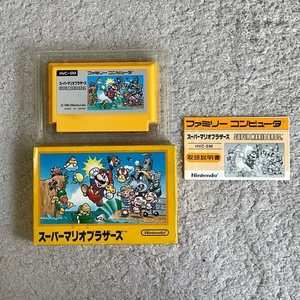 HVC-SM
ファミリー コンピュータ
スーパーマリオブラザーズ
SUPER MARIO BROS.
ファミリー コンピュータ
スーパーマリオブラザーズ
SUPER MARIO BROS.
HVC-SM
取扱説明書
Nintendo
スーパーマリオブラザーズ
Nintendo